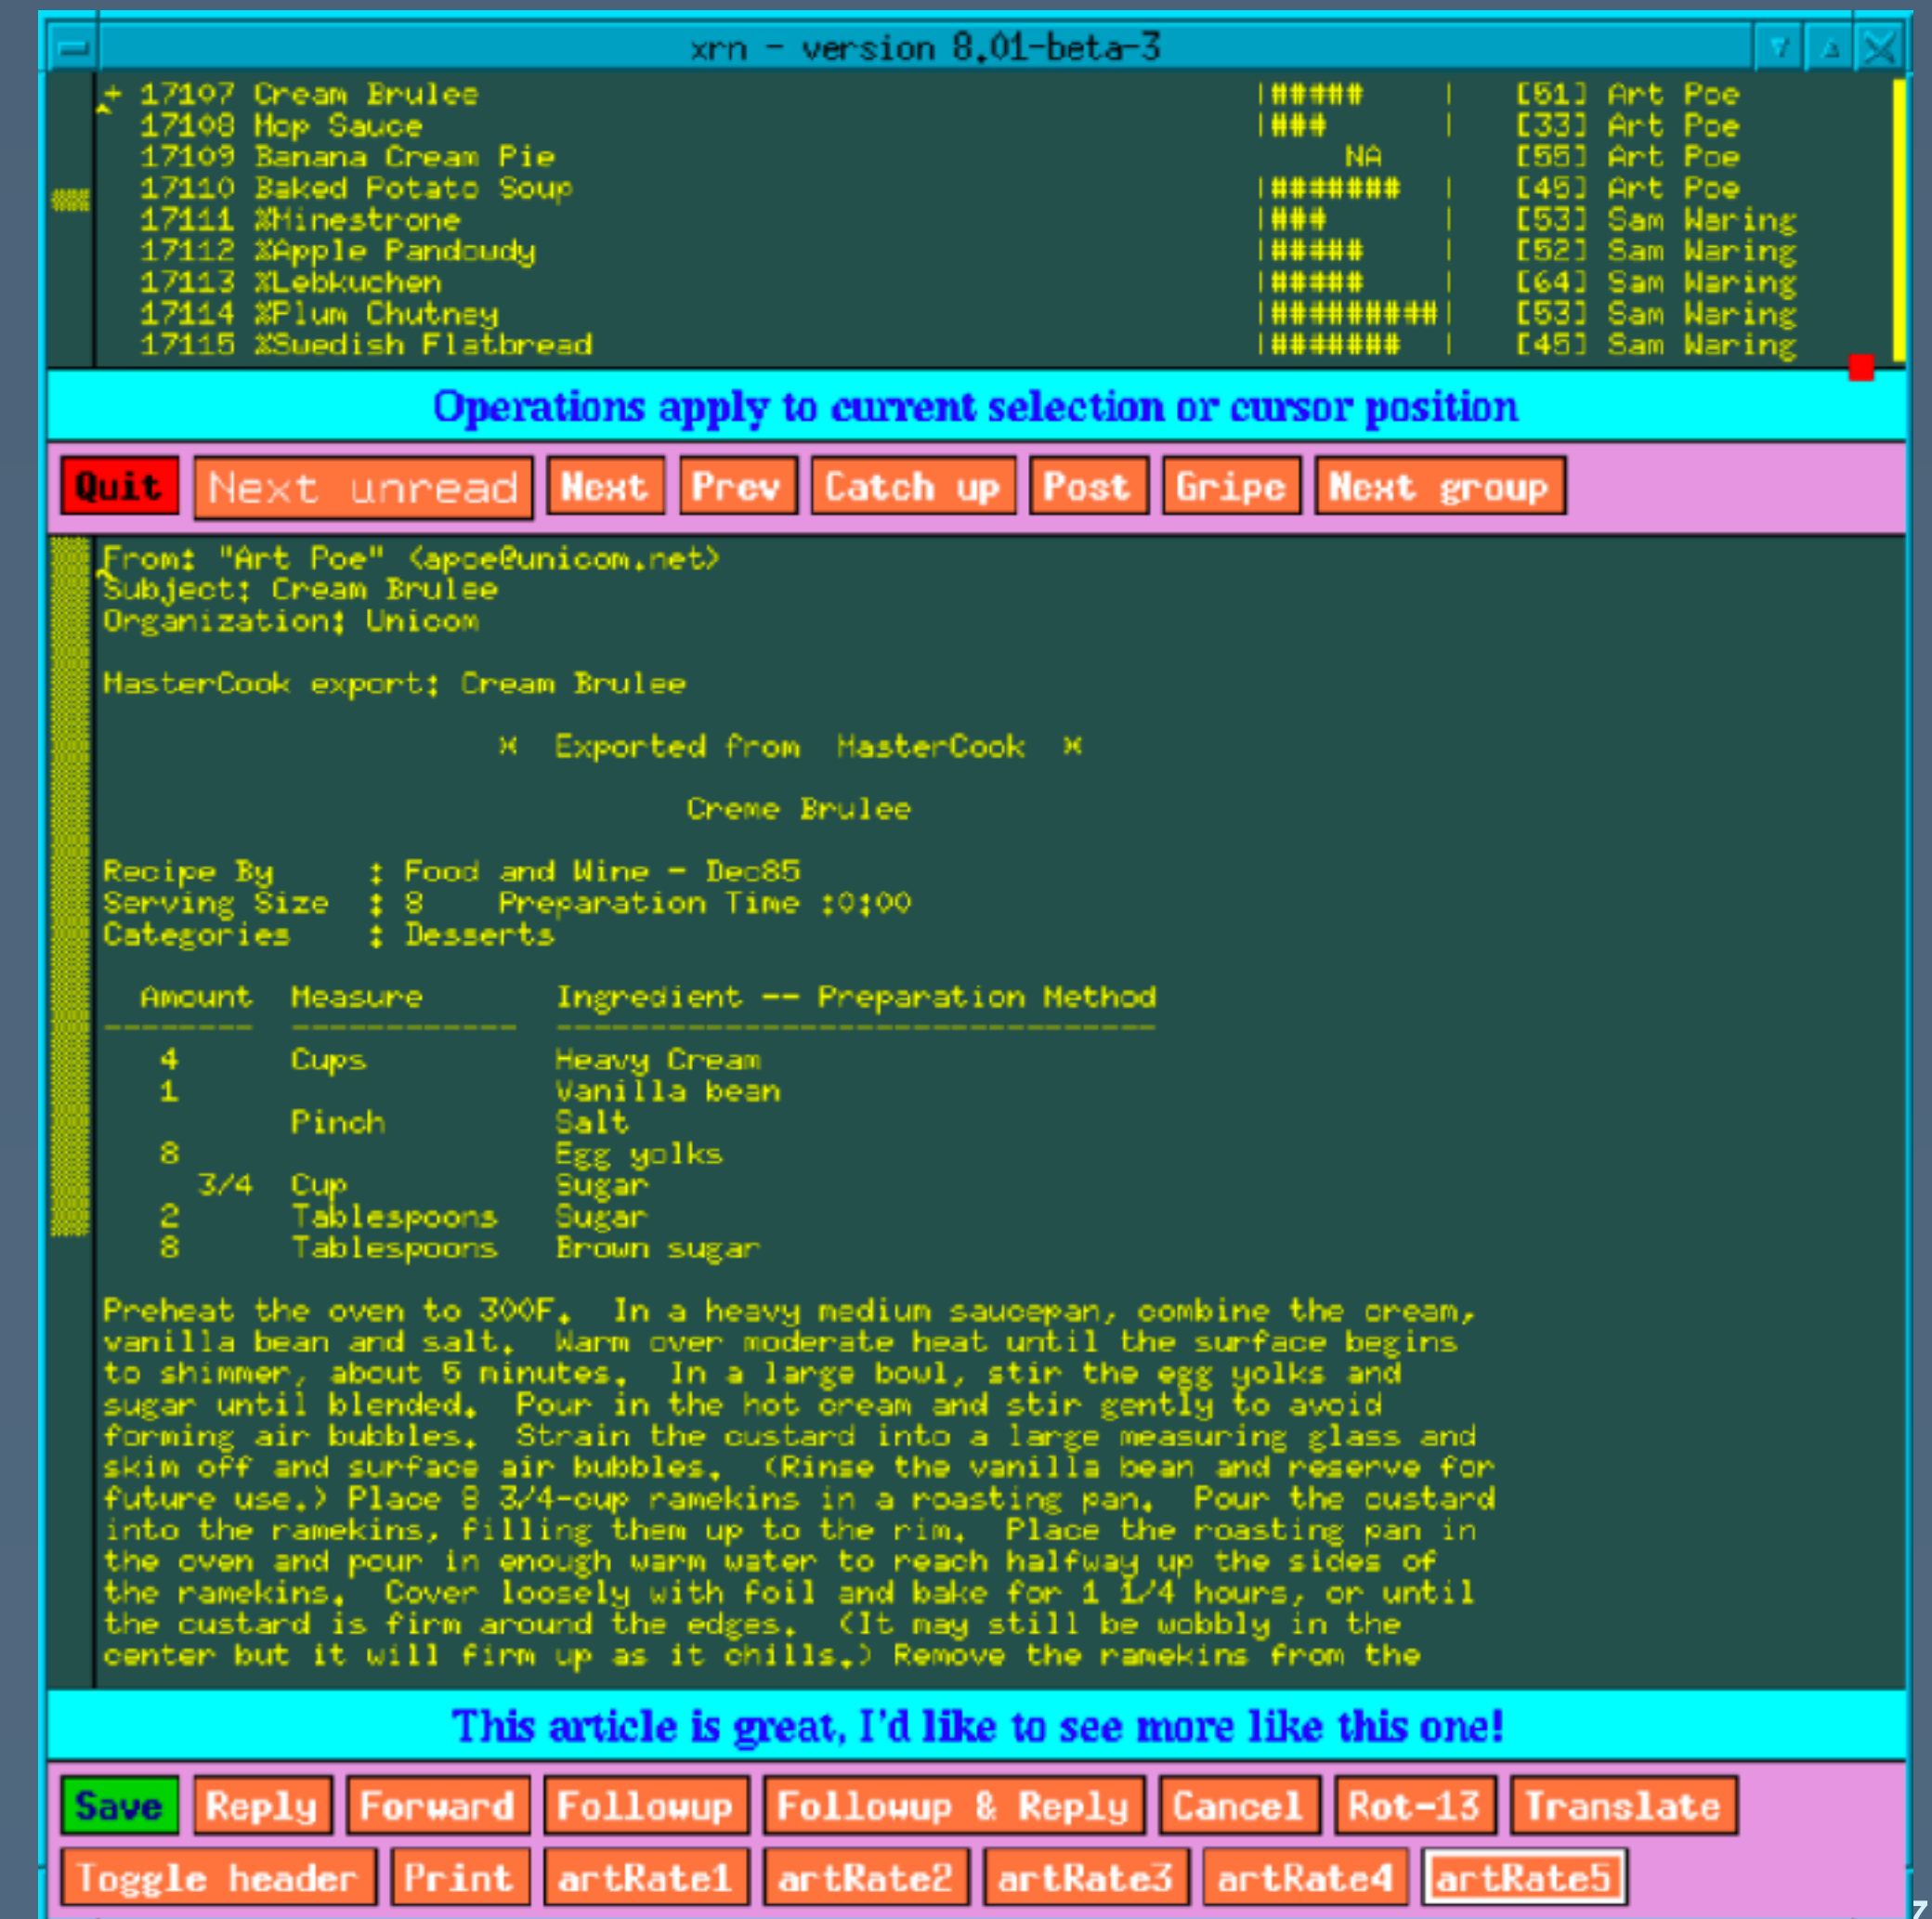 xrn - version 8.01-beta-3
+ 17107 Cream Brulee |##### | [51] Art Poe
17108 Mop Sauce |### | [33] Art Poe
17109 Banana Cream Pie NA [55] Art Poe
17110 Baked Potato Soup |####### | [45] Art Poe
17111 %Minestrone |### | [53] Sam Waring
17112 %Apple Pandowdy |##### | [52] Sam Waring
17113 %Lebkuchen |##### | [64] Sam Waring
17114 %Plum Chutney |#########| [53] Sam Waring
17115 %Swedish Flatbread |####### | [45] Sam Waring
Operations apply to current selection or cursor position
Quit Next unread Next Prev Catch up Post Gripe Next group
From: "Art Poe" <apoe@unicom.net>
Subject: Cream Brulee
Organization: Unicom
MasterCook export: Cream Brulee
* Exported from MasterCook *
Creme Brulee
Recipe By : Food and Wine - Dec85
Serving Size : 8 Preparation Time :0:00
Categories : Desserts
Amount Measure Ingredient -- Preparation Method
-------- ------------ --------------------------------
4 Cups Heavy Cream
1 Vanilla bean
Pinch Salt
8 Egg yolks
3/4 Cup Sugar
2 Tablespoons Sugar
8 Tablespoons Brown sugar
Preheat the oven to 300F. In a heavy medium saucepan, combine the cream,
vanilla bean and salt. Warm over moderate heat until the surface begins
to shimmer, about 5 minutes. In a large bowl, stir the egg yolks and
sugar until blended. Pour in the hot cream and stir gently to avoid
forming air bubbles. Strain the custard into a large measuring glass and
skim off and surface air bubbles. (Rinse the vanilla bean and reserve for
future use.) Place 8 3/4-cup ramekins in a roasting pan. Pour the custard
into the ramekins, filling them up to the rim. Place the roasting pan in
the oven and pour in enough warm water to reach halfway up the sides of
the ramekins. Cover loosely with foil and bake for 1 1/4 hours, or until
the custard is firm around the edges. (It may still be wobbly in the
center but it will firm up as it chills.) Remove the ramekins from the
This article is great, I'd like to see more like this one!
Save Reply Forward Followup Followup & Reply Cancel Rot-13 Translate
Toggle header Print artRate1 artRate2 artRate3 artRate4 artRate5
7